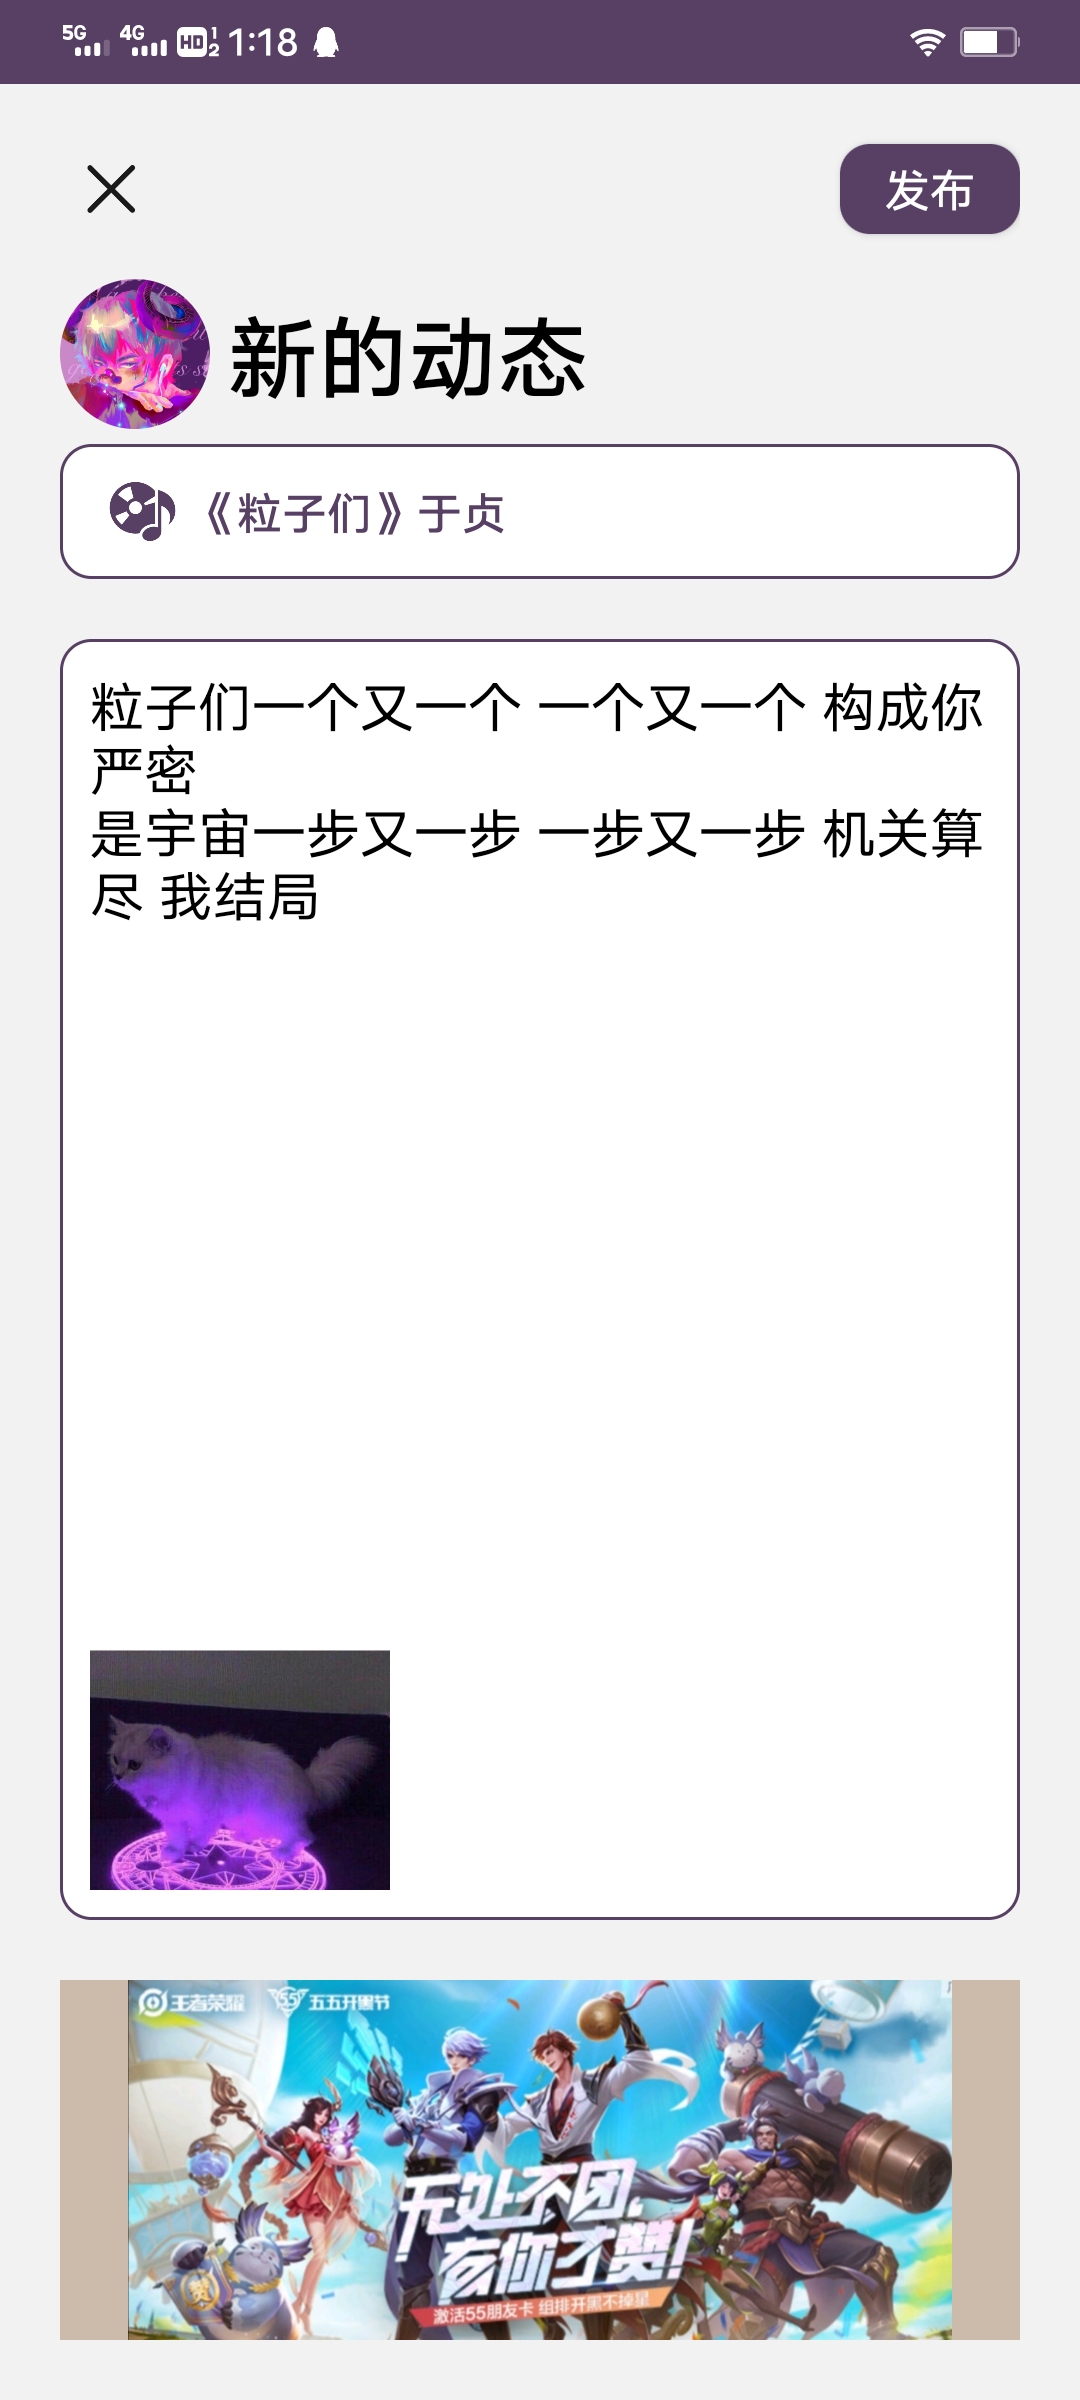 5G 4G HD 1 2 1:18
发布
新的动态
《粒子们》于贞
粒子们一个又一个 一个又一个 构成你
严密
是宇宙一步又一步 一步又一步 机关算
尽 我结局
王者荣耀 55 五五开黑节
无处不团,
亥你才赞!
激活55朋友卡 组排开黑不掉星